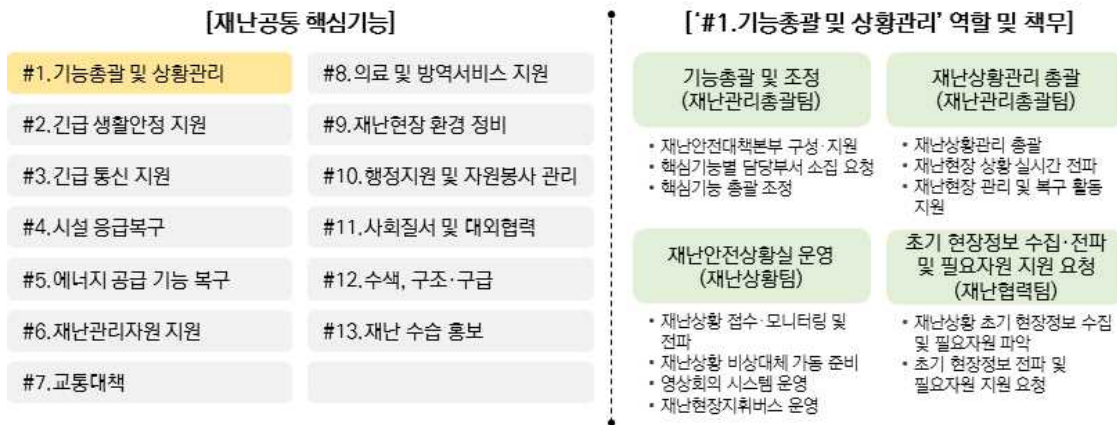 [재난공통 핵심기능]
#1.기능총괄 및 상황관리
#2.긴급 생활안정 지원
#3.긴급 통신 지원
#4.시설 응급복구
#5.에너지 공급 기능 복구
#6.재난관리자원 지원
#7.교통대책
#8.의료 및 방역서비스 지원
#9.재난현장 환경 정비
#10.행정지원 및 자원봉사 관리
#11.사회질서 및 대외협력
#12.수색, 구조·구급
#13.재난 수습 홍보
[‘#1.기능총괄 및 상황관리’ 역할 및 책무]
기능총괄 및 조정
(재난관리총괄팀)
▪ 재난안전대책본부 구성·지원
▪ 핵심기능별 담당부서 소집 요청
▪ 핵심기능 총괄 조정
재난상황관리 총괄
(재난관리총괄팀)
▪ 재난상황관리 총괄
▪ 재난현장 상황 실시간 전파
▪ 재난현장 관리 및 복구 활동
지원
재난안전상황실 운영
(재난상황팀)
▪ 재난상황 접수·모니터링 및
전파
▪ 재난상황 비상대체 가동 준비
▪ 영상회의 시스템 운영
▪ 재난현장지휘버스 운영
초기 현장정보 수집·전파
및 필요자원 지원 요청
(재난협력팀)
▪ 재난상황 초기 현장정보 수집
및 필요자원 파악
▪ 초기 현장정보 전파 및
필요자원 지원 요청